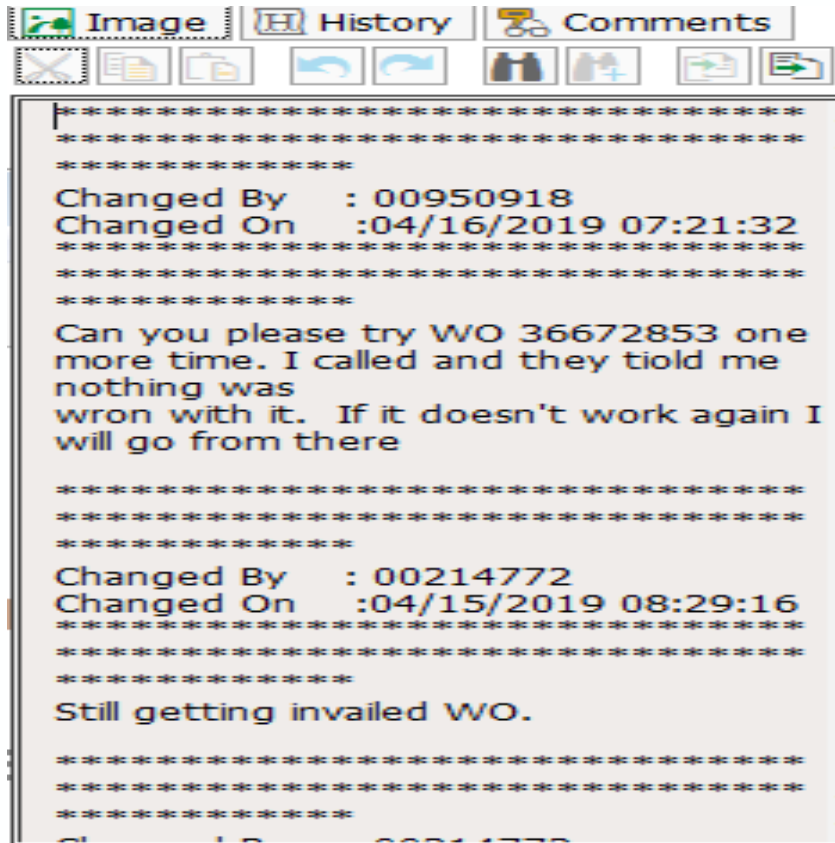 Image History Comments
*******************************
*******************************
************
Changed By : 00950918
Changed On :04/16/2019 07:21:32
*******************************
*******************************
************
Can you please try WO 36672853 one
more time. I called and they tiold me
nothing was
wron with it. If it doesn't work again I
will go from there
*******************************
*******************************
************
Changed By : 00214772
Changed On :04/15/2019 08:29:16
*******************************
*******************************
************
Still getting invailed WO.
*******************************
*******************************
************